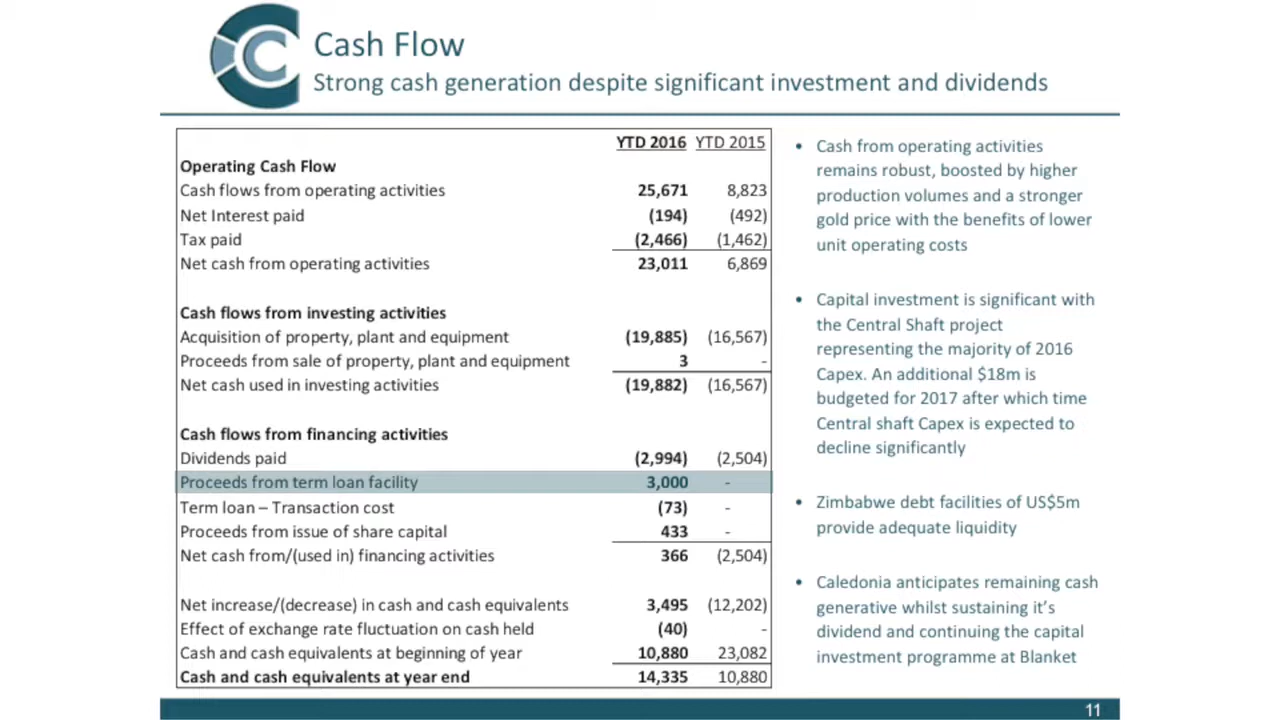 Cash Flow
Strong cash generation despite significant investment and dividends
YTD 2016 YTD 2015
Operating Cash Flow
Cash flows from operating activities 25,671 8,823
Net Interest paid (194) (492)
Tax paid (2,466) (1,462)
Net cash from operating activities 23,011 6,869
Cash flows from investing activities
Acquisition of property, plant and equipment (19,885) (16,567)
Proceeds from sale of property, plant and equipment 3 -
Net cash used in investing activities (19,882) (16,567)
Cash flows from financing activities
Dividends paid (2,994) (2,504)
Proceeds from term loan facility 3,000 -
Term loan – Transaction cost (73) -
Proceeds from issue of share capital 433 -
Net cash from/(used in) financing activities 366 (2,504)
Net increase/(decrease) in cash and cash equivalents 3,495 (12,202)
Effect of exchange rate fluctuation on cash held (40) -
Cash and cash equivalents at beginning of year 10,880 23,082
Cash and cash equivalents at year end 14,335 10,880
• Cash from operating activities
remains robust, boosted by higher
production volumes and a stronger
gold price with the benefits of lower
unit operating costs
• Capital investment is significant with
the Central Shaft project
representing the majority of 2016
Capex. An additional $18m is
budgeted for 2017 after which time
Central shaft Capex is expected to
decline significantly
• Zimbabwe debt facilities of US$5m
provide adequate liquidity
• Caledonia anticipates remaining cash
generative whilst sustaining it's
dividend and continuing the capital
investment programme at Blanket
11